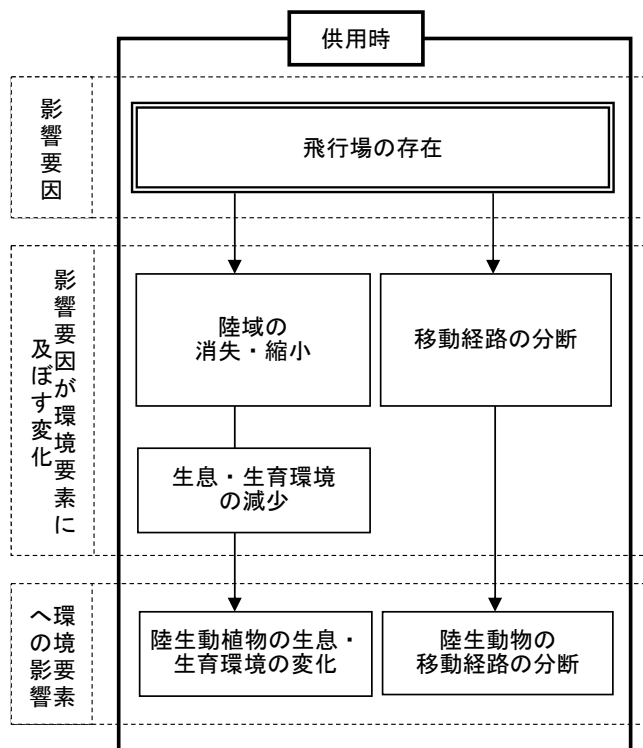 供用時
影響要因
飛行場の存在
影響要因が環境要素に
及ぼす変化
陸域の
消失・縮小
移動経路の分断
生息・生育環境
の減少
環境要素
への影響
陸生動植物の生息・
生育環境の変化
陸生動物の
移動経路の分断